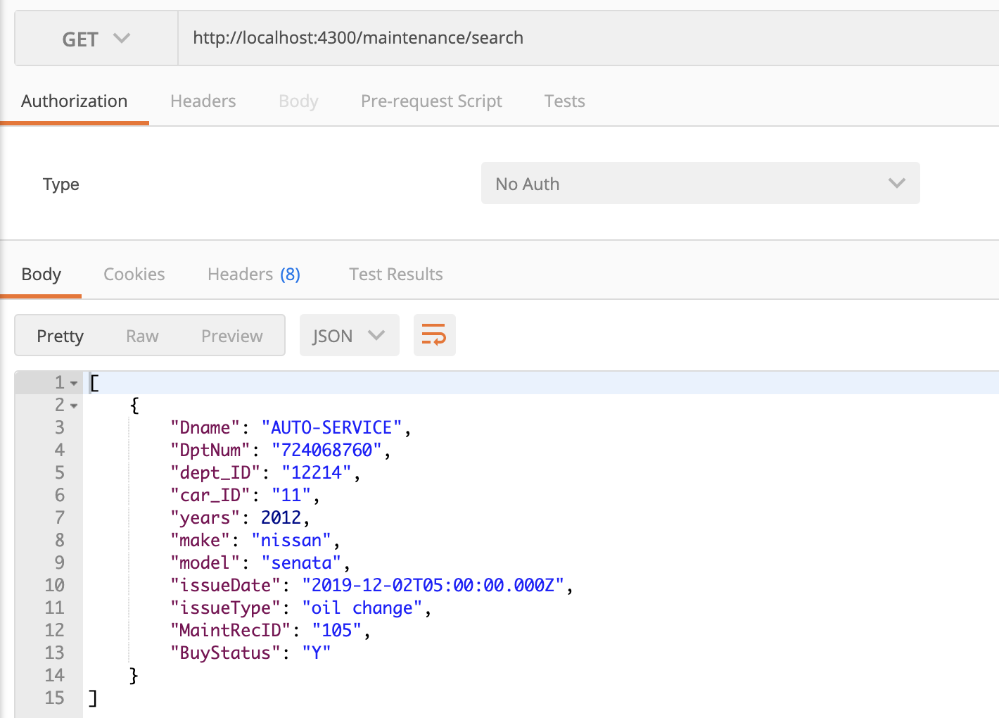 GET http://localhost:4300/maintenance/search
Authorization Headers Body Pre-request Script Tests
Type No Auth
Body Cookies Headers (8) Test Results
Pretty Raw Preview JSON
1 [
2 {
3 "Dname": "AUTO-SERVICE",
4 "DptNum": "724068760",
5 "dept_ID": "12214",
6 "car_ID": "11",
7 "years": 2012,
8 "make": "nissan",
9 "model": "senata",
10 "issueDate": "2019-12-02T05:00:00.000Z",
11 "issueType": "oil change",
12 "MaintRecID": "105",
13 "BuyStatus": "Y"
14 }
15 ]